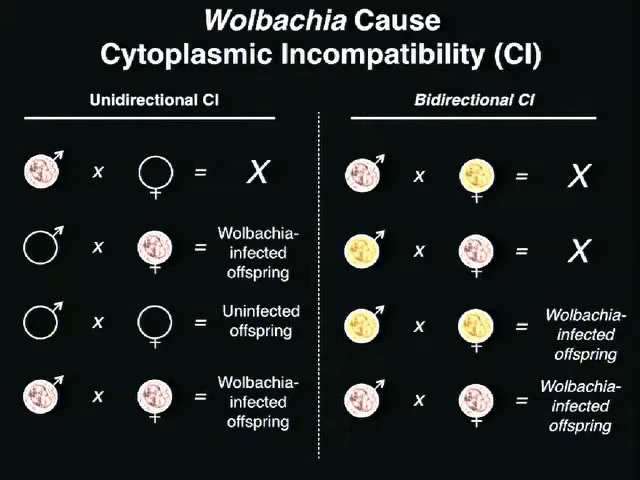 Wolbachia Cause
Cytoplasmic Incompatibility (CI)
Unidirectional CI
x = X
x = Wolbachia-
infected
offspring
x = Uninfected
offspring
x = Wolbachia-
infected
offspring
Bidirectional CI
x = X
x = X
x = Wolbachia-
infected
offspring
x = Wolbachia-
infected
offspring